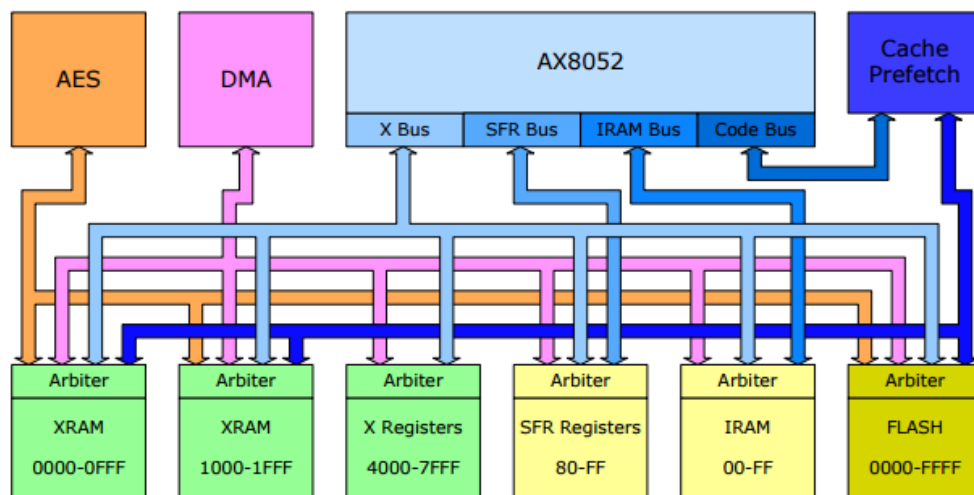 AES
DMA
AX8052
Cache
Prefetch
X Bus
SFR Bus
IRAM Bus
Code Bus
Arbiter
XRAM
0000-0FFF
Arbiter
XRAM
1000-1FFF
Arbiter
X Registers
4000-7FFF
Arbiter
SFR Registers
80-FF
Arbiter
IRAM
00-FF
Arbiter
FLASH
0000-FFFF